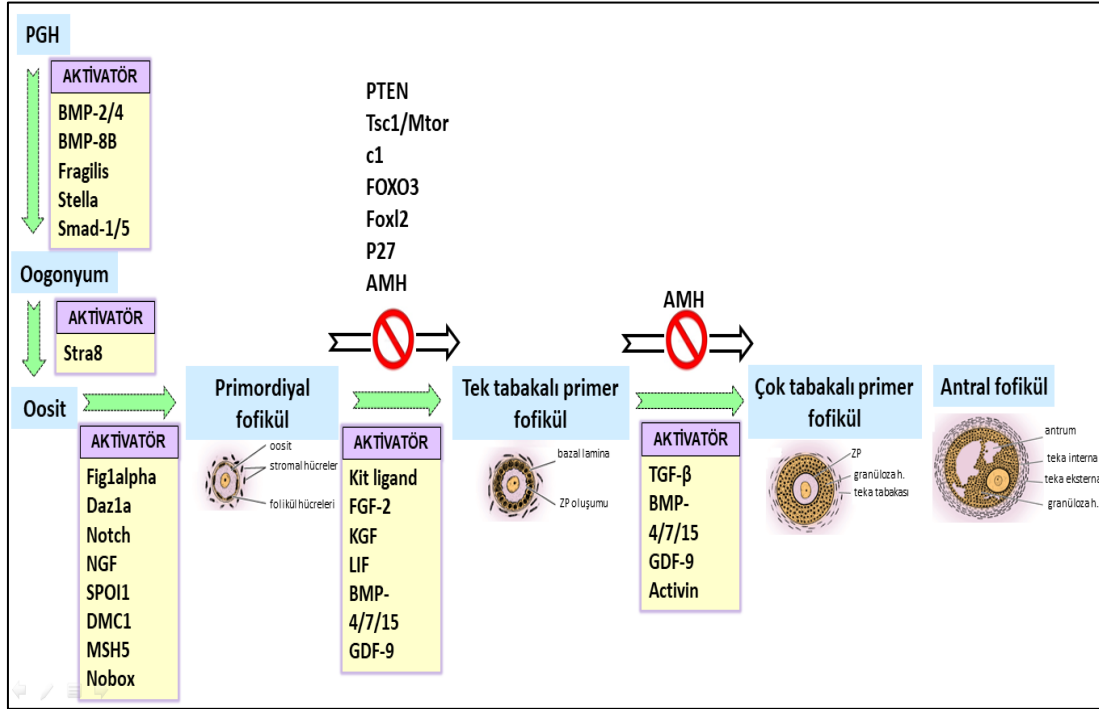 PGH
AKTİVATÖR
BMP-2/4
BMP-8B
Fragilis
Stella
Smad-1/5
Oogonyum
AKTİVATÖR
Stra8
Oosit
AKTİVATÖR
Fig1alpha
Daz1a
Notch
NGF
SPOI1
DMC1
MSH5
Nobox
Primordiyal
fofikül
oosit
stromal hücreler
folikül hücreleri
PTEN
Tsc1/Mtor
c1
FOXO3
Foxl2
P27
AMH
AKTİVATÖR
Kit ligand
FGF-2
KGF
LIF
BMP-
4/7/15
GDF-9
Tek tabakalı primer
fofikül
bazal lamina
ZP oluşumu
AMH
AKTİVATÖR
TGF-β
BMP-
4/7/15
GDF-9
Activin
Çok tabakalı primer
fofikül
ZP
granüloza h.
teka tabakası
Antral fofikül
antrum
teka interna
teka eksterna
granüloza h.